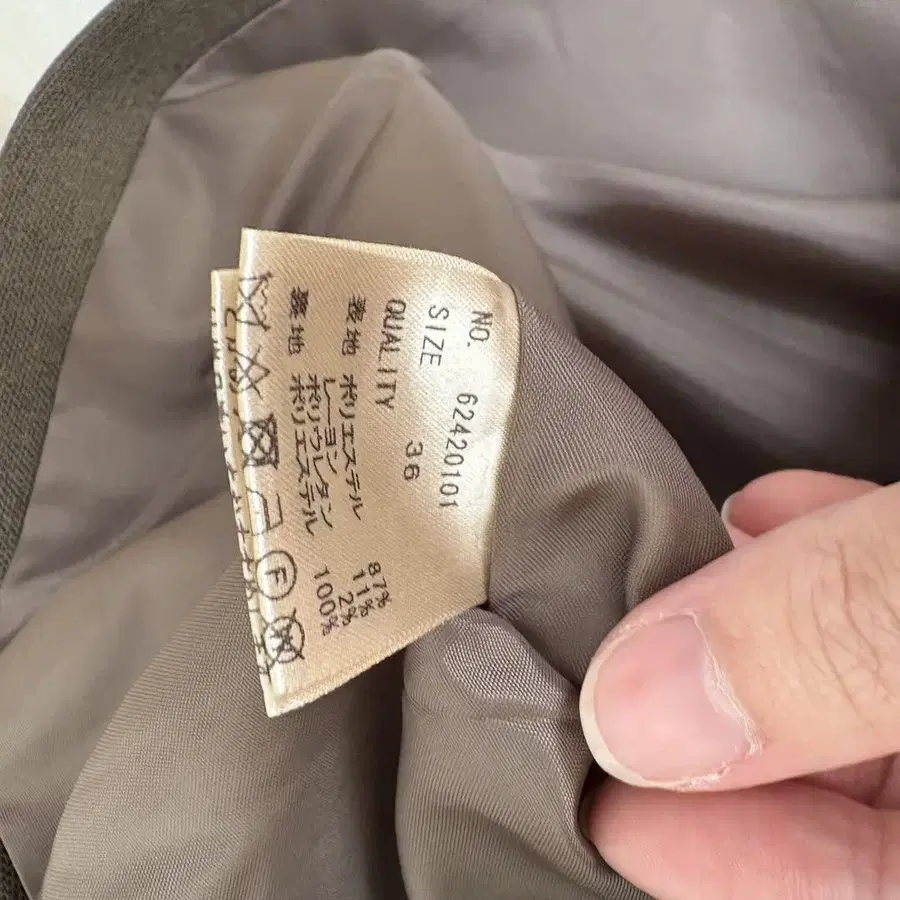 NO. 62420101
SIZE 36
QUALITY
表地 ポリエステル 87%
レーヨン 11%
ポリウレタン 2%
裏地 ポリエステル 100%
F